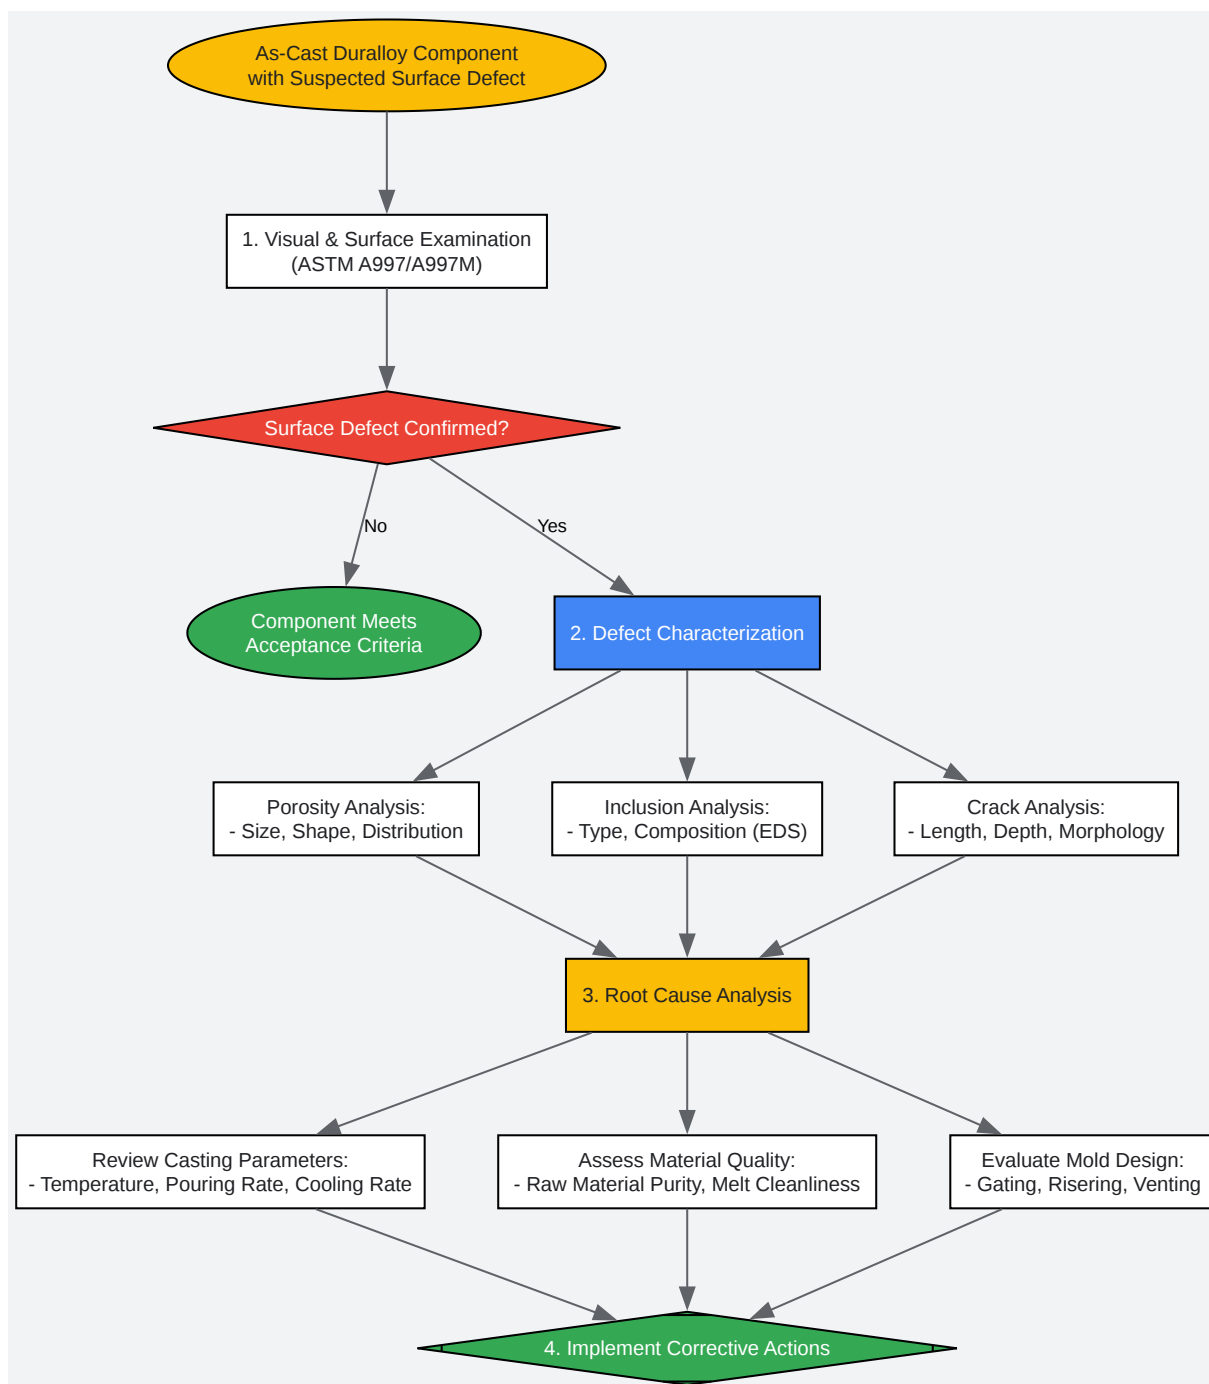 As-Cast Duralloy Component
with Suspected Surface Defect
1. Visual & Surface Examination
(ASTM A997/A997M)
Surface Defect Confirmed?
No
Yes
Component Meets
Acceptance Criteria
2. Defect Characterization
Porosity Analysis:
- Size, Shape, Distribution
Inclusion Analysis:
- Type, Composition (EDS)
Crack Analysis:
- Length, Depth, Morphology
3. Root Cause Analysis
Review Casting Parameters:
- Temperature, Pouring Rate, Cooling Rate
Assess Material Quality:
- Raw Material Purity, Melt Cleanliness
Evaluate Mold Design:
- Gating, Risering, Venting
4. Implement Corrective Actions